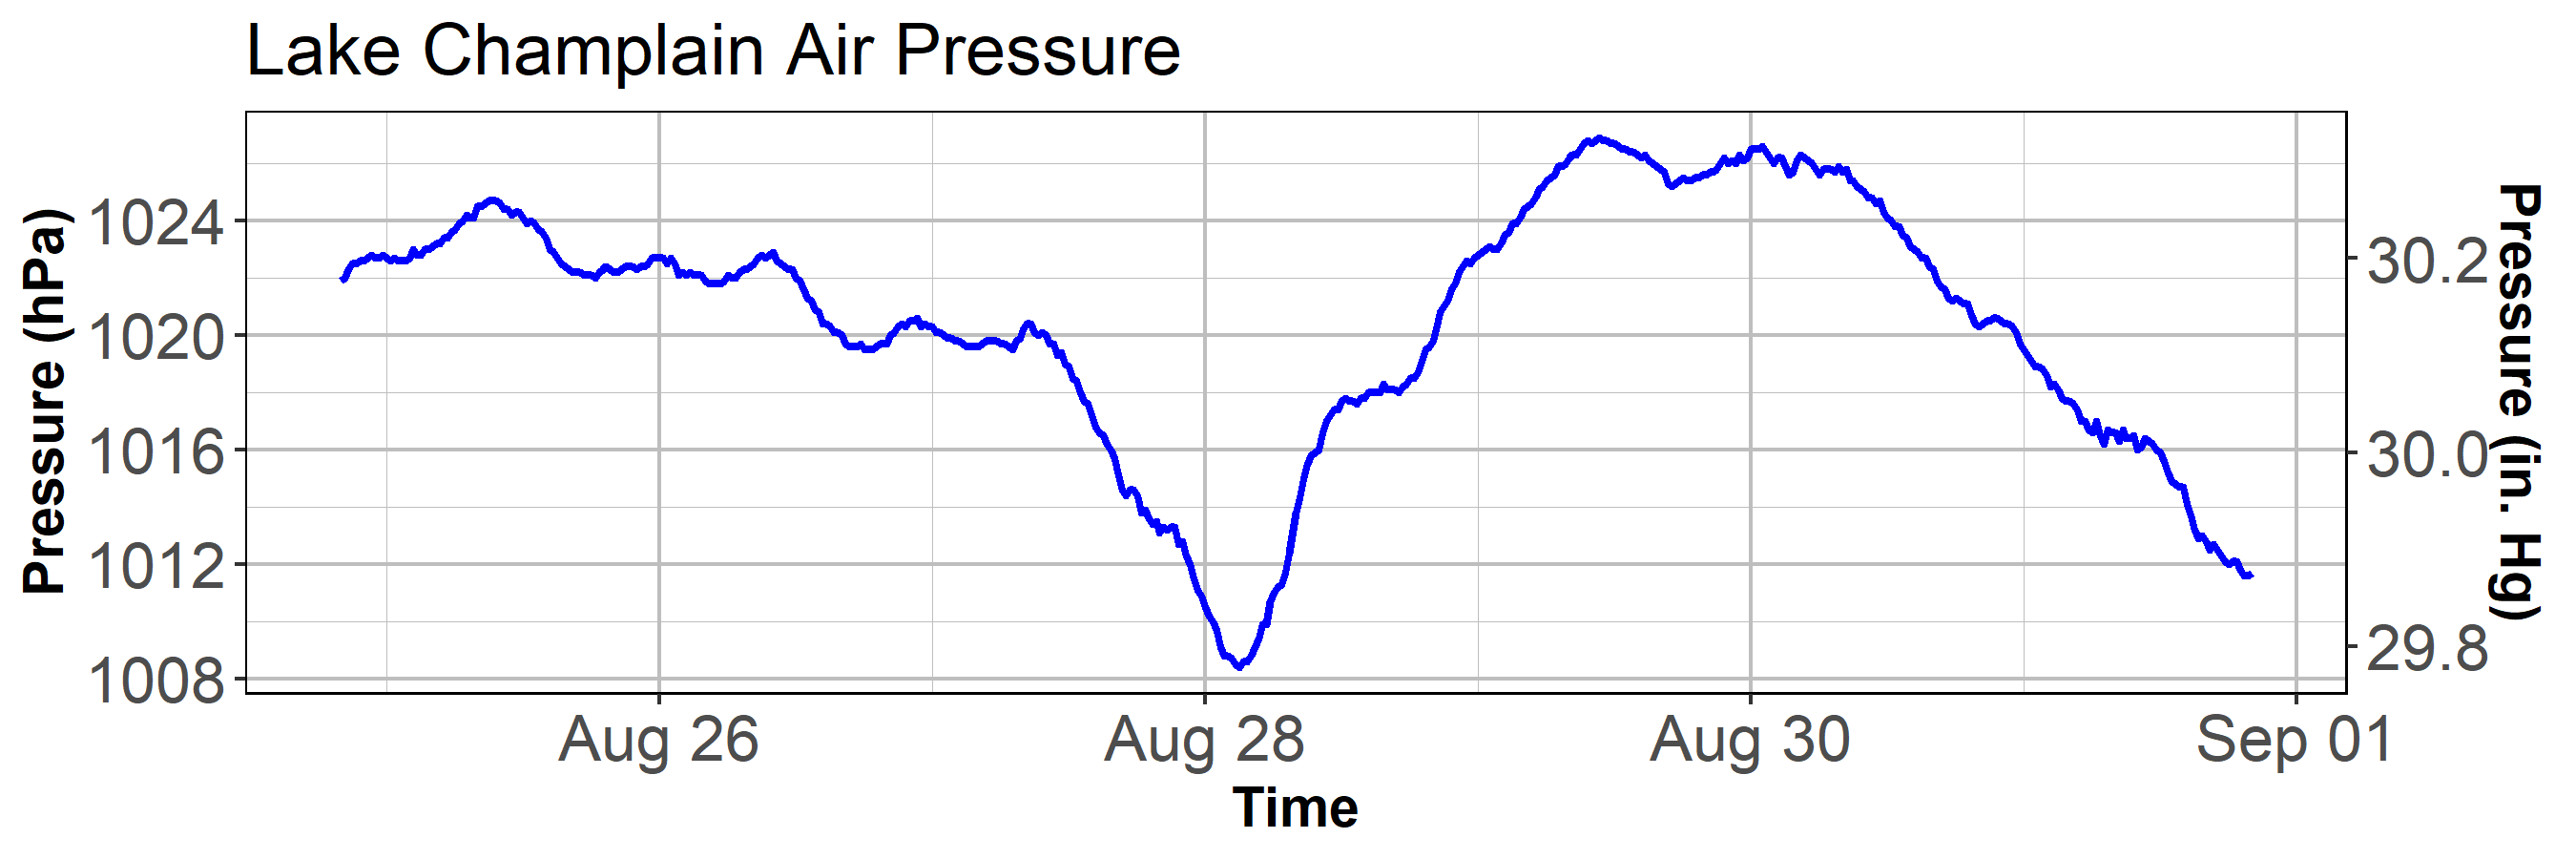 Lake Champlain Air Pressure
Pressure (hPa)
1024
1020
1016
1012
1008
30.2
30.0
29.8
Pressure (in. Hg)
Aug 26
Aug 28
Aug 30
Sep 01
Time